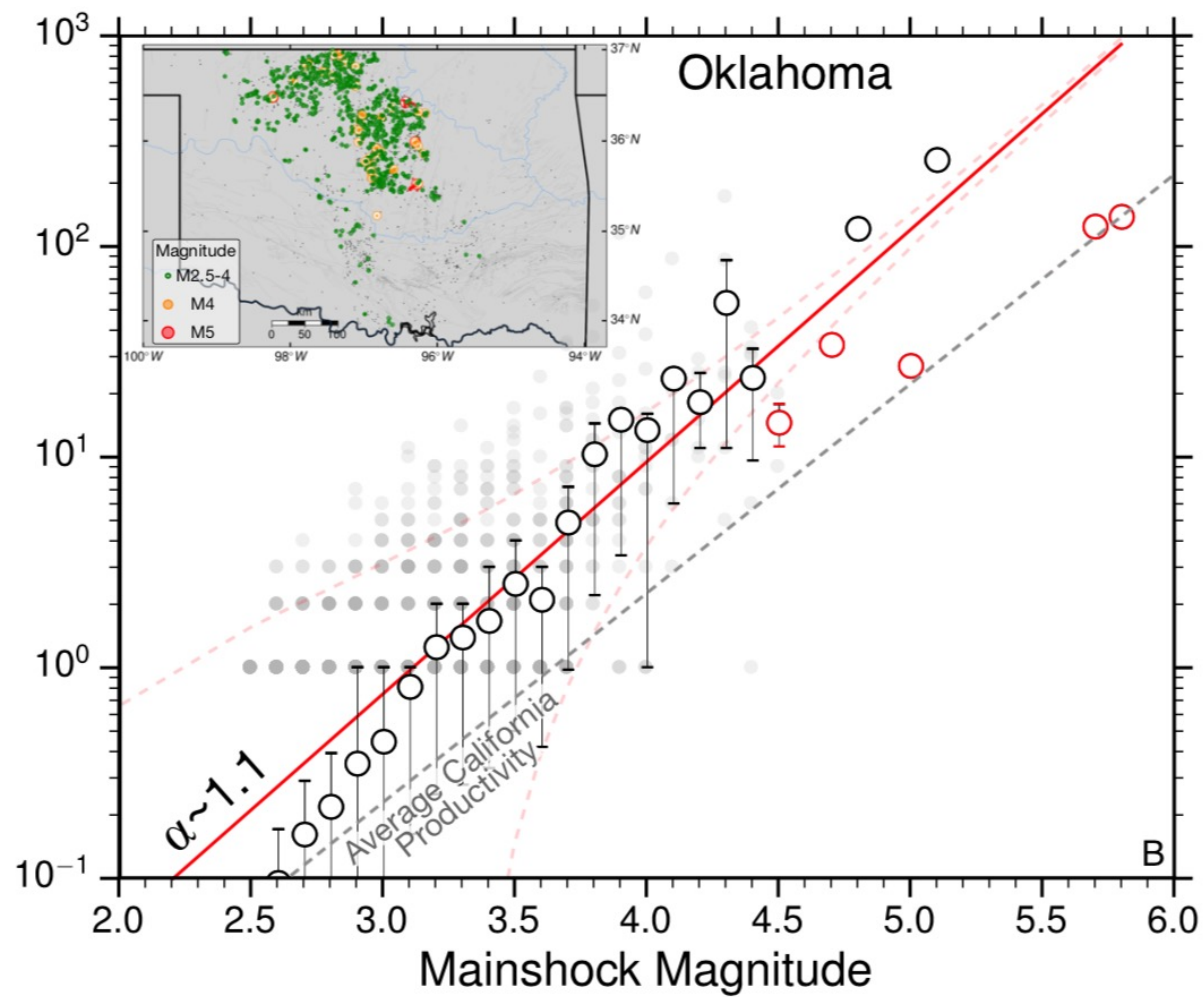 Oklahoma
10³
10²
10¹
10⁰
10⁻¹
37°N
36°N
35°N
34°N
100°W
98°W
96°W
94°W
Magnitude
M2.5-4
M4
M5
Km
0 50 100
α~1.1
Average California
Productivity
B
2.0 2.5 3.0 3.5 4.0 4.5 5.0 5.5 6.0
Mainshock Magnitude